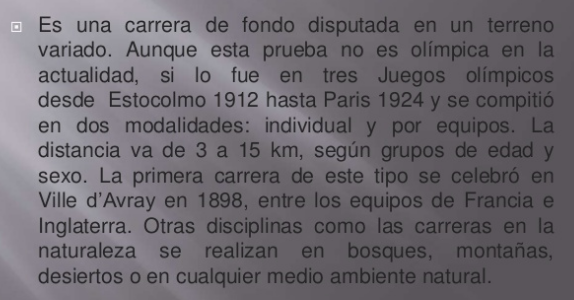 Es una carrera de fondo disputada en un terreno
variado. Aunque esta prueba no es olímpica en la
actualidad, si lo fue en tres Juegos olímpicos
desde Estocolmo 1912 hasta Paris 1924 y se compitió
en dos modalidades: individual y por equipos. La
distancia va de 3 a 15 km, según grupos de edad y
sexo. La primera carrera de este tipo se celebró en
Ville d’Avray en 1898, entre los equipos de Francia e
Inglaterra. Otras disciplinas como las carreras en la
naturaleza se realizan en bosques, montañas,
desiertos o en cualquier medio ambiente natural.